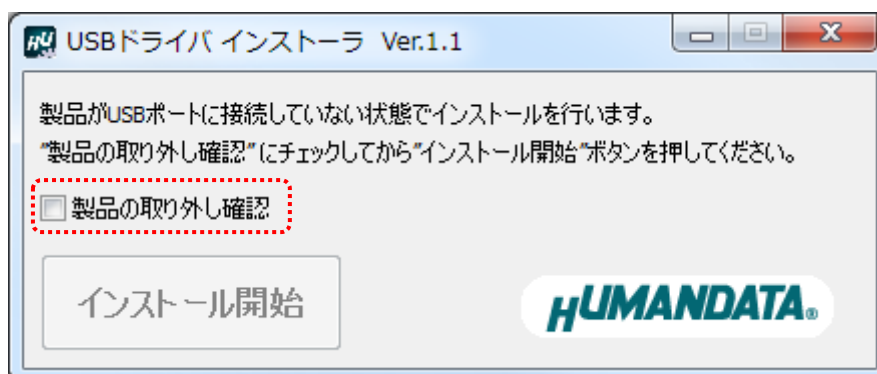 HU USBドライバ インストーラ Ver.1.1
製品がUSBポートに接続していない状態でインストールを行います。
"製品の取り外し確認"にチェックしてから"インストール開始"ボタンを押してください。
製品の取り外し確認
インストール開始
HUMANDATA®